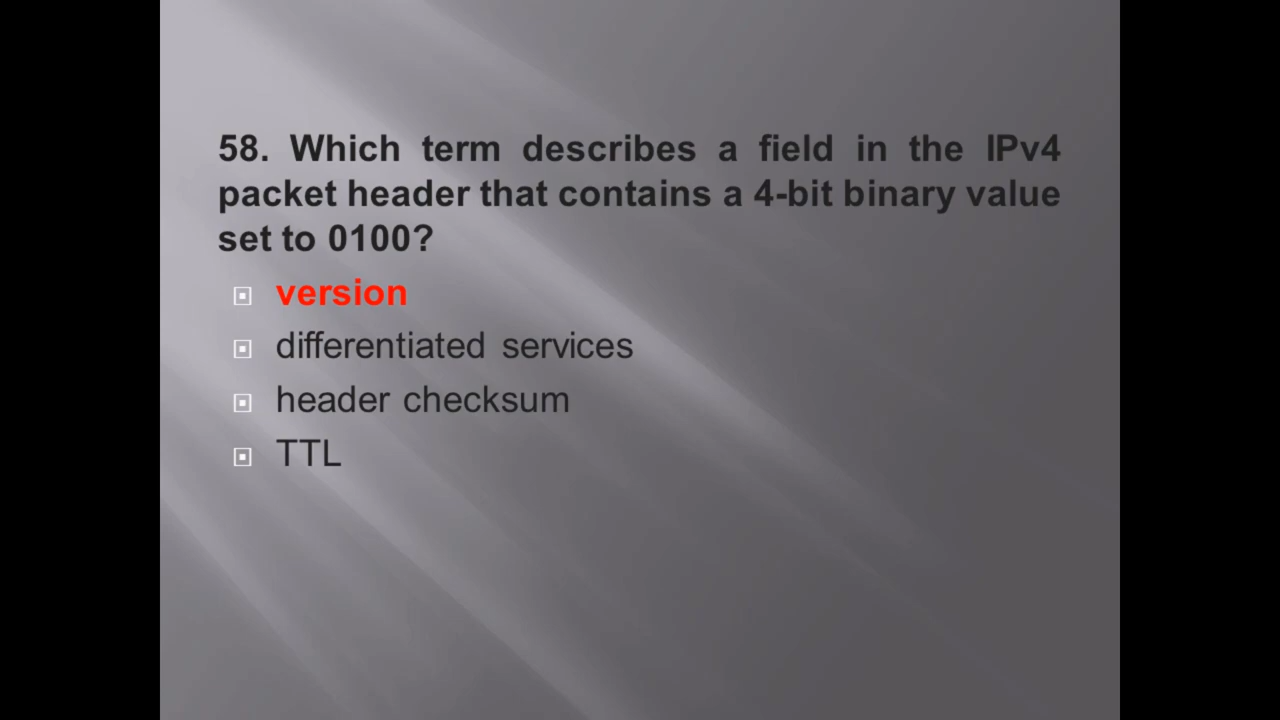 58. Which term describes a field in the IPv4
packet header that contains a 4-bit binary value
set to 0100?
version
differentiated services
header checksum
TTL